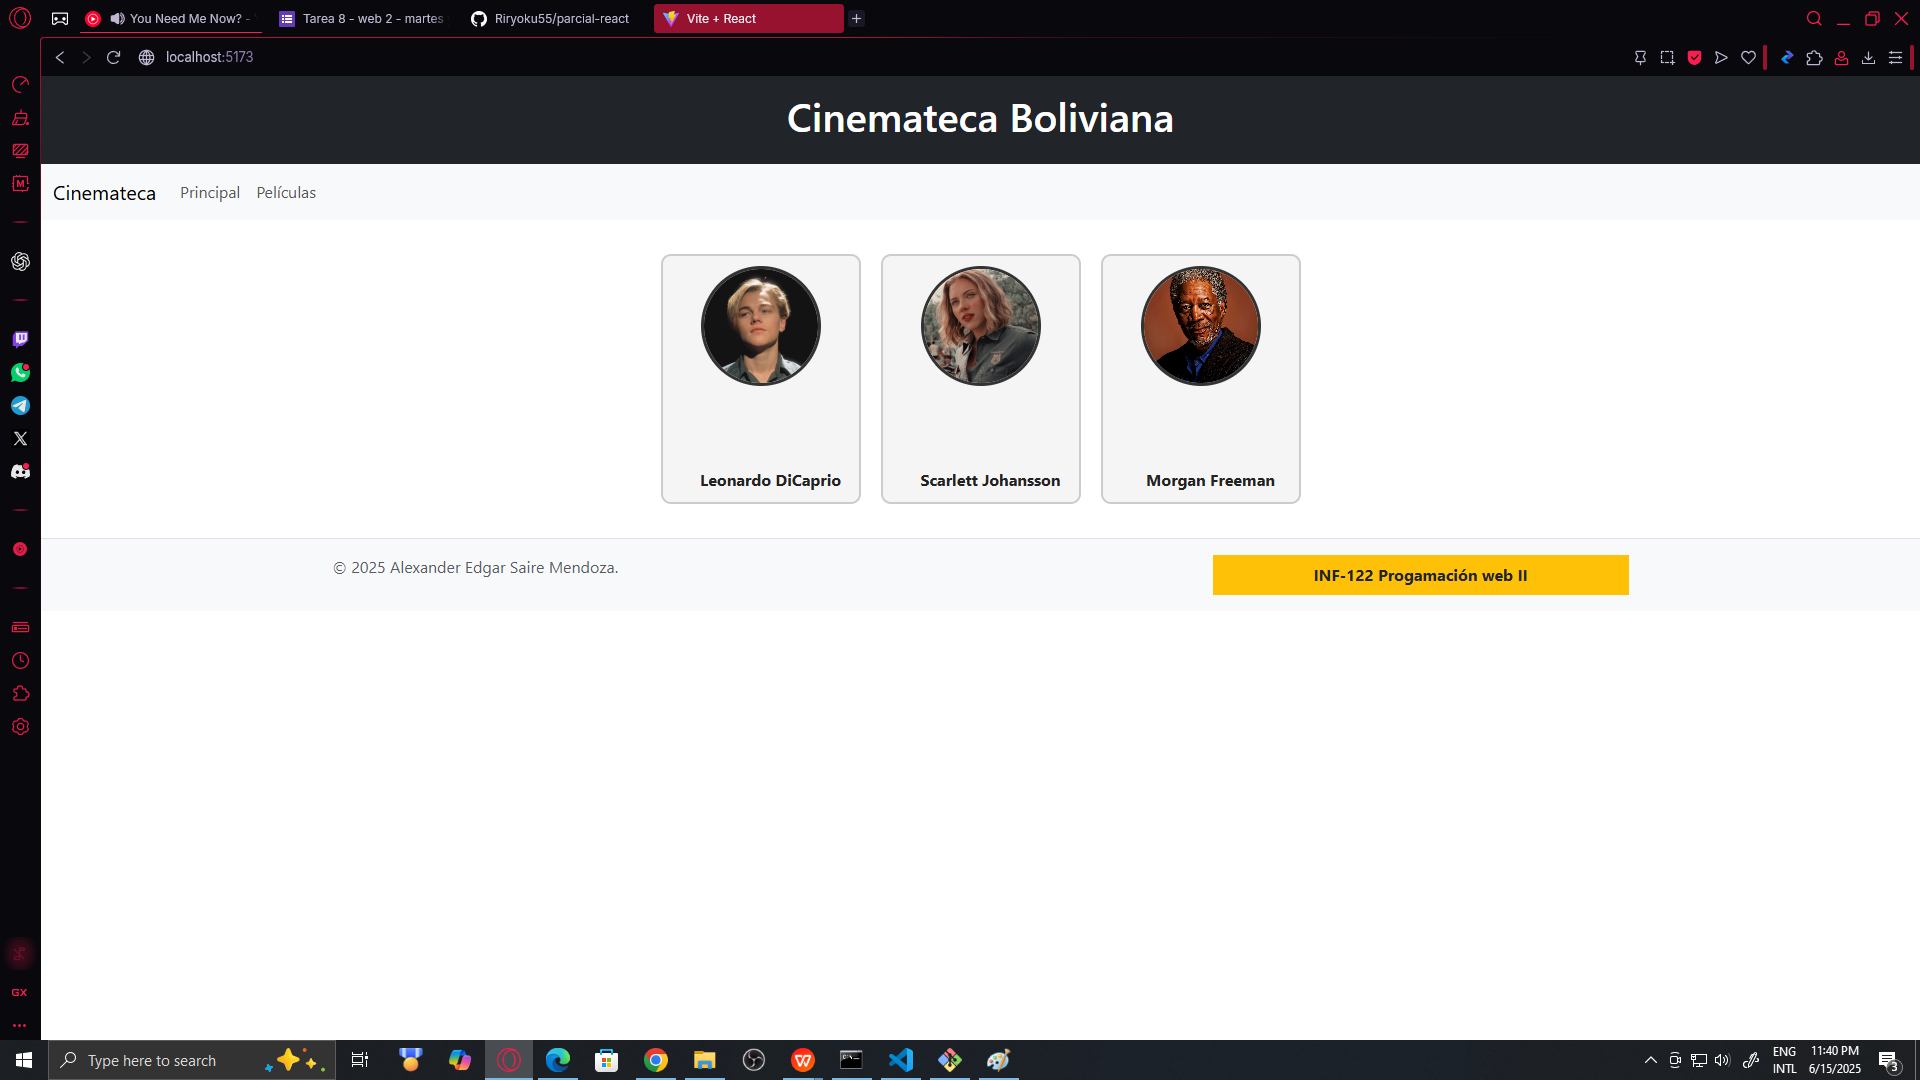 You Need Me Now? -
Tarea 8 - web 2 - martes
Riryoku55/parcial-react
Vite + React
localhost:5173
Cinemateca Boliviana
Cinemateca
Principal
Películas
Leonardo DiCaprio
Scarlett Johansson
Morgan Freeman
© 2025 Alexander Edgar Saire Mendoza.
INF-122 Progamación web II
GX
Type here to search
ENG
INTL
11:40 PM
6/15/2025
3